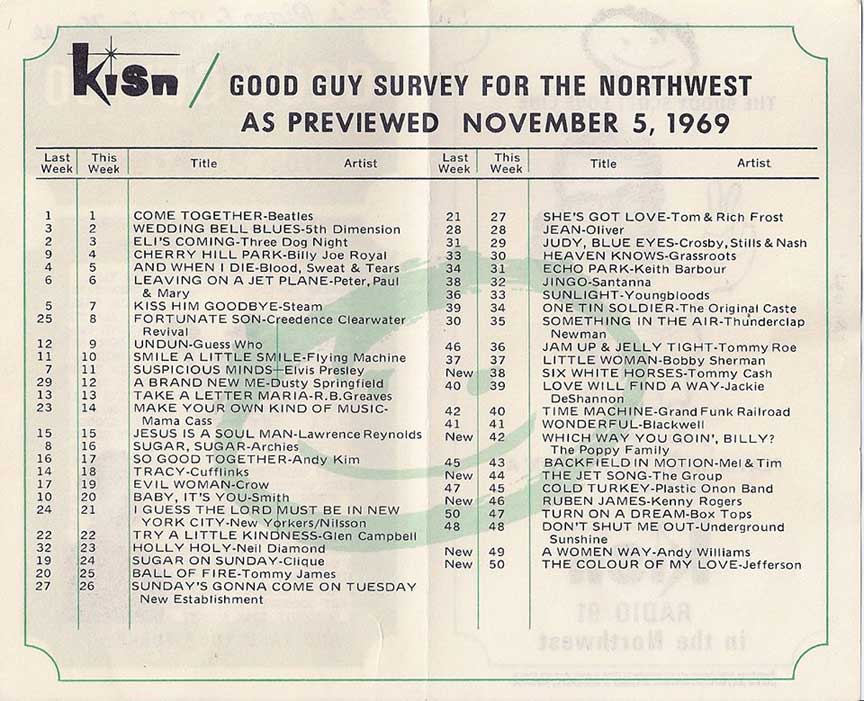 kisn / GOOD GUY SURVEY FOR THE NORTHWEST
AS PREVIEWED NOVEMBER 5, 1969
Last Week This Week Title Artist
1 1 COME TOGETHER-Beatles
3 2 WEDDING BELL BLUES-5th Dimension
2 3 ELI'S COMING-Three Dog Night
9 4 CHERRY HILL PARK-Billy Joe Royal
4 5 AND WHEN I DIE-Blood, Sweat & Tears
6 6 LEAVING ON A JET PLANE-Peter, Paul
& Mary
5 7 KISS HIM GOODBYE-Steam
25 8 FORTUNATE SON-Creedence Clearwater
Revival
12 9 UNDUN-Guess Who
11 10 SMILE A LITTLE SMILE-Flying Machine
7 11 SUSPICIOUS MINDS-Elvis Presley
29 12 A BRAND NEW ME-Dusty Springfield
13 13 TAKE A LETTER MARIA-R.B.Greaves
23 14 MAKE YOUR OWN KIND OF MUSIC-
Mama Cass
15 15 JESUS IS A SOUL MAN-Lawrence Reynolds
8 16 SUGAR, SUGAR-Archies
16 17 SO GOOD TOGETHER-Andy Kim
14 18 TRACY-Cufflinks
17 19 EVIL WOMAN-Crow
10 20 BABY, IT'S YOU-Smith
24 21 I GUESS THE LORD MUST BE IN NEW
YORK CITY-New Yorkers/Nilsson
22 22 TRY A LITTLE KINDNESS-Glen Campbell
32 23 HOLLY HOLY-Neil Diamond
19 24 SUGAR ON SUNDAY-Clique
20 25 BALL OF FIRE-Tommy James
27 26 SUNDAY'S GONNA COME ON TUESDAY
New Establishment
Last Week This Week Title Artist
21 27 SHE'S GOT LOVE-Tom & Rich Frost
28 28 JEAN-Oliver
31 29 JUDY, BLUE EYES-Crosby, Stills & Nash
33 30 HEAVEN KNOWS-Grassroots
34 31 ECHO PARK-Keith Barbour
38 32 JINGO-Santanna
36 33 SUNLIGHT-Youngbloods
39 34 ONE TIN SOLDIER-The Original Caste
30 35 SOMETHING IN THE AIR-Thunderclap
Newman
46 36 JAM UP & JELLY TIGHT-Tommy Roe
37 37 LITTLE WOMAN-Bobby Sherman
New 38 SIX WHITE HORSES-Tommy Cash
40 39 LOVE WILL FIND A WAY-Jackie
DeShannon
42 40 TIME MACHINE-Grand Funk Railroad
41 41 WONDERFUL-Blackwell
New 42 WHICH WAY YOU GOIN', BILLY?
The Poppy Family
45 43 BACKFIELD IN MOTION-Mel & Tim
New 44 THE JET SONG-The Group
47 45 COLD TURKEY-Plastic Onon Band
New 46 RUBEN JAMES-Kenny Rogers
50 47 TURN ON A DREAM-Box Tops
48 48 DON'T SHUT ME OUT-Underground
Sunshine
New 49 A WOMEN WAY-Andy Williams
New 50 THE COLOUR OF MY LOVE-Jefferson
RADIO 91
in the Northwest